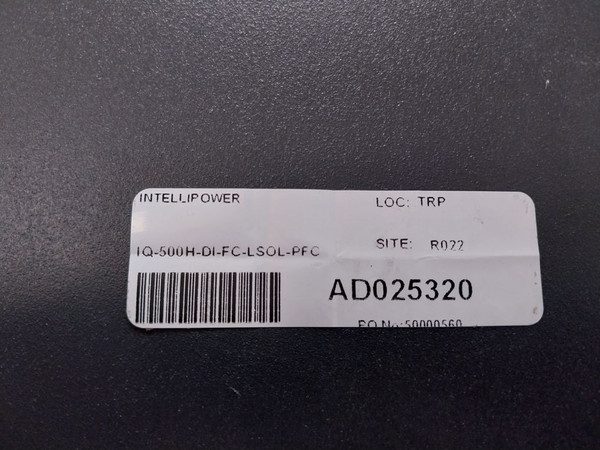 INTELLIPOWER
LOC: TRP
IQ-500H-DI-FC-LSOL-PFC
SITE: R022
AD025320
PO No.:50000560